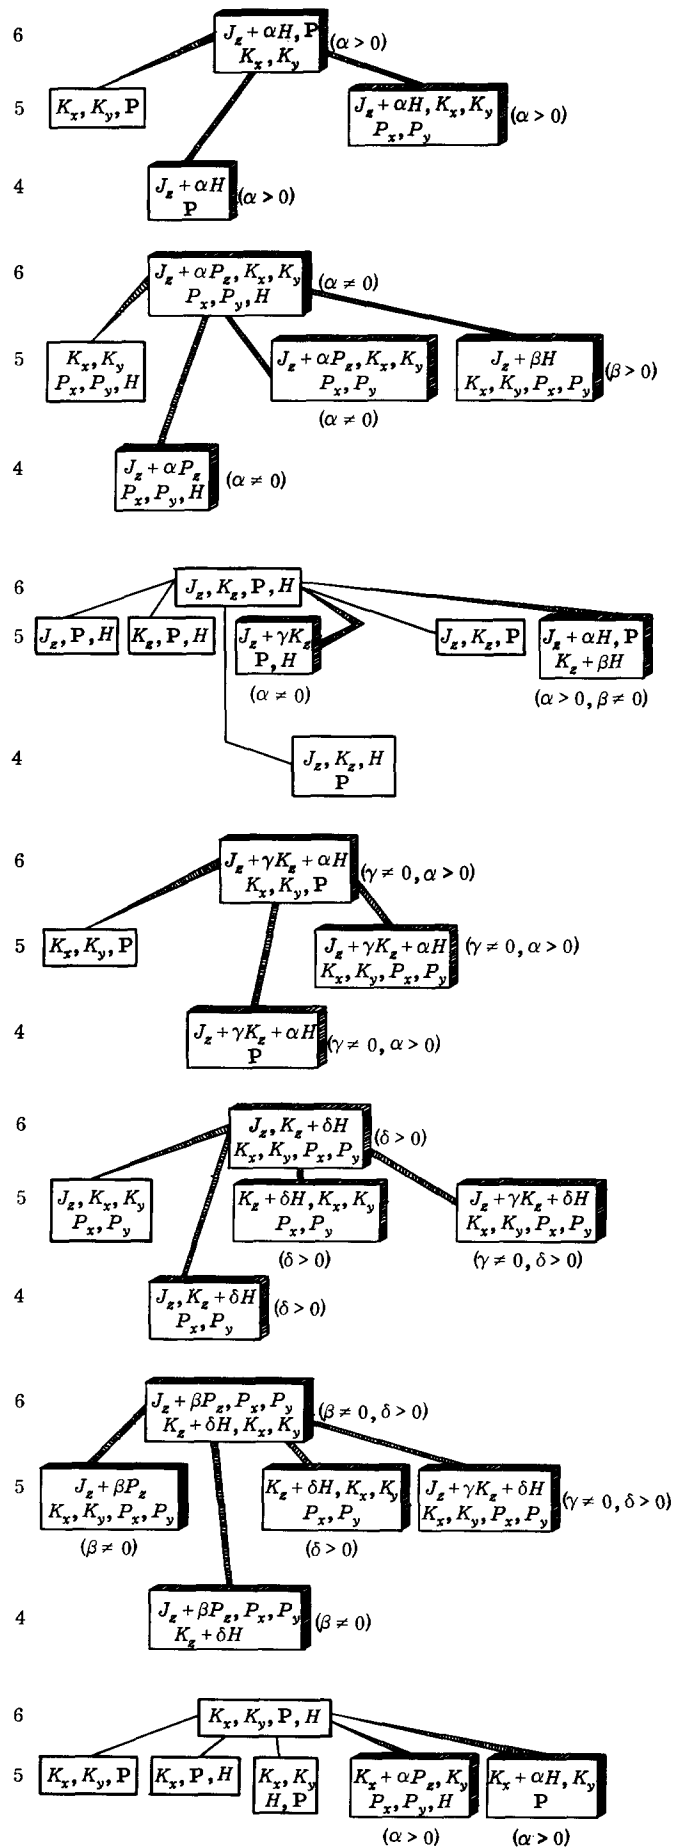 6
J_z + αH, **P** (α > 0)
K_x, K_y
5
K_x, K_y, **P**
J_z + αH, K_x, K_y (α > 0)
P_x, P_y
4
J_z + αH (α > 0)
**P**
6
J_z + αP_z, K_x, K_y (α ≠ 0)
P_x, P_y, H
5
K_x, K_y
P_x, P_y, H
J_z + αP_z, K_x, K_y
P_x, P_y
(α ≠ 0)
J_z + βH (β > 0)
K_x, K_y, P_x, P_y
4
J_z + αP_z (α ≠ 0)
P_x, P_y, H
6
J_z, K_z, **P**, H
5
J_z, **P**, H
K_z, **P**, H
J_z + γK_z
**P**, H
(α ≠ 0)
J_z, K_z, **P**
J_z + αH, **P**
K_z + βH
(α > 0, β ≠ 0)
4
J_z, K_z, H
**P**
6
J_z + γK_z + αH (γ ≠ 0, α > 0)
K_x, K_y, **P**
5
K_x, K_y, **P**
J_z + γK_z + αH (γ ≠ 0, α > 0)
K_x, K_y, P_x, P_y
4
J_z + γK_z + αH (γ ≠ 0, α > 0)
**P**
6
J_z, K_z + δH (δ > 0)
K_x, K_y, P_x, P_y
5
J_z, K_x, K_y
P_x, P_y
K_z + δH, K_x, K_y
P_x, P_y
(δ > 0)
J_z + γK_z + δH
K_x, K_y, P_x, P_y
(γ ≠ 0, δ > 0)
4
J_z, K_z + δH (δ > 0)
P_x, P_y
6
J_z + βP_z, P_x, P_y (β ≠ 0, δ > 0)
K_z + δH, K_x, K_y
5
J_z + βP_z
K_x, K_y, P_x, P_y
(β ≠ 0)
K_z + δH, K_x, K_y
P_x, P_y
(δ > 0)
J_z + γK_z + δH (γ ≠ 0, δ > 0)
K_x, K_y, P_x, P_y
4
J_z + βP_z, P_x, P_y (β ≠ 0)
K_z + δH
6
K_x, K_y, **P**, H
5
K_x, K_y, **P**
K_x, **P**, H
K_x, K_y
H, **P**
K_x + αP_z, K_y
P_x, P_y, H
(α > 0)
K_x + αH, K_y
**P**
(α > 0)